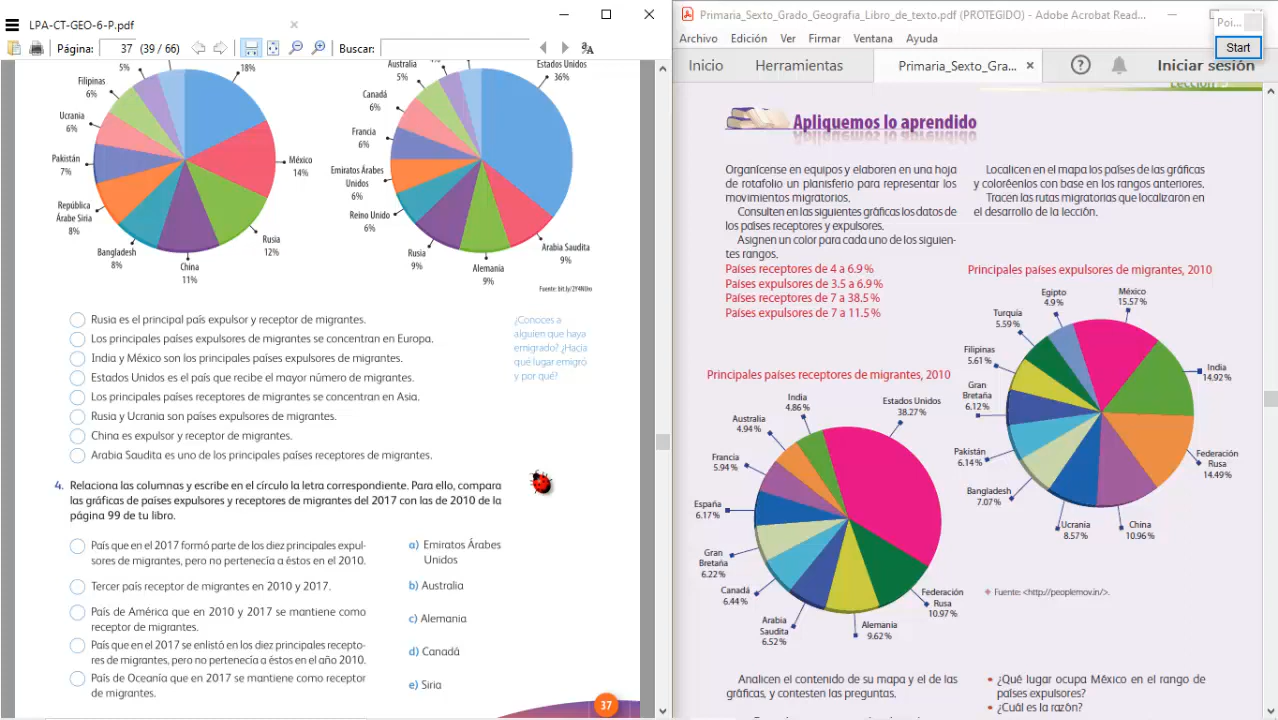 LPA-CT-GEO-6-P.pdf
Página: 37 (39 / 66)
Buscar:
5%
18%
Filipinas
6%
Ucrania
6%
Pakistán
7%
República
Árabe Siria
8%
Bangladesh
8%
China
11%
Rusia
12%
México
14%
Australia
5%
Estados Unidos
36%
Canadá
6%
Francia
6%
Emiratos Árabes
Unidos
6%
Reino Unido
6%
Rusia
9%
Alemania
9%
Arabia Saudita
9%
Rusia es el principal país expulsor y receptor de migrantes.
Los principales países expulsores de migrantes se concentran en Europa.
India y México son los principales países expulsores de migrantes.
Estados Unidos es el país que recibe el mayor número de migrantes.
Los principales países receptores de migrantes se concentran en Asia.
Rusia y Ucrania son países expulsores de migrantes.
China es expulsor y receptor de migrantes.
Arabia Saudita es uno de los principales países receptores de migrantes.
¿Conoces a
alguien que haya
emigrado? ¿Hacia
qué lugar emigró
y por qué?
4. Relaciona las columnas y escribe en el círculo la letra correspondiente. Para ello, compara
las gráficas de países expulsores y receptores de migrantes del 2017 con las de 2010 de la
página 99 de tu libro.
País que en el 2017 formó parte de los diez principales expul-
sores de migrantes, pero no pertenecía a éstos en el 2010.
Tercer país receptor de migrantes en 2010 y 2017.
País de América que en 2010 y 2017 se mantiene como
receptor de migrantes.
País que en el 2017 se enlistó en los diez principales recepto-
res de migrantes, pero no pertenecía a éstos en el año 2010.
País de Oceanía que en 2017 se mantiene como receptor
de migrantes.
a) Emiratos Árabes
Unidos
b) Australia
c) Alemania
d) Canadá
e) Siria
37
Primaria_Sexto_Grado_Geografia_Libro_de_texto.pdf (PROTEGIDO) - Adobe Acrobat Read...
Poi...
Start
Archivo Edición Ver Firmar Ventana Ayuda
Inicio Herramientas Primaria_Sexto_Gra... Iniciar sesión
Apliquemos lo aprendido
Organícense en equipos y elaboren en una hoja
de rotafolio un planisferio para representar los
movimientos migratorios.
Consulten en las siguientes gráficas los datos de
los países receptores y expulsores.
Asignen un color para cada uno de los siguien-
tes rangos.
Países receptores de 4 a 6.9 %
Países expulsores de 3.5 a 6.9 %
Países receptores de 7 a 38.5 %
Países expulsores de 7 a 11.5 %
Localicen en el mapa los países de las gráficas
y coloréenlos con base en los rangos anteriores.
Tracen las rutas migratorias que localizaron en
el desarrollo de la lección.
Principales países expulsores de migrantes, 2010
México
15.57 %
India
14.92 %
Federación
Rusa
14.49 %
China
10.96 %
Ucrania
8.57 %
Bangladesh
7.07 %
Pakistán
6.14 %
Gran
Bretaña
6.12 %
Filipinas
5.61 %
Turquía
5.59 %
Egipto
4.9 %
Principales países receptores de migrantes, 2010
Estados Unidos
38.27 %
Federación
Rusa
10.97 %
Alemania
9.62 %
Arabia
Saudita
6.52 %
Canadá
6.44 %
Gran
Bretaña
6.22 %
España
6.17 %
Francia
5.94 %
Australia
4.94 %
India
4.86 %
Fuente: <http://peoplemov.in/>.
Analicen el contenido de su mapa y el de las
gráficas, y contesten las preguntas.
• ¿Qué lugar ocupa México en el rango de
países expulsores?
• ¿Cuál es la razón?